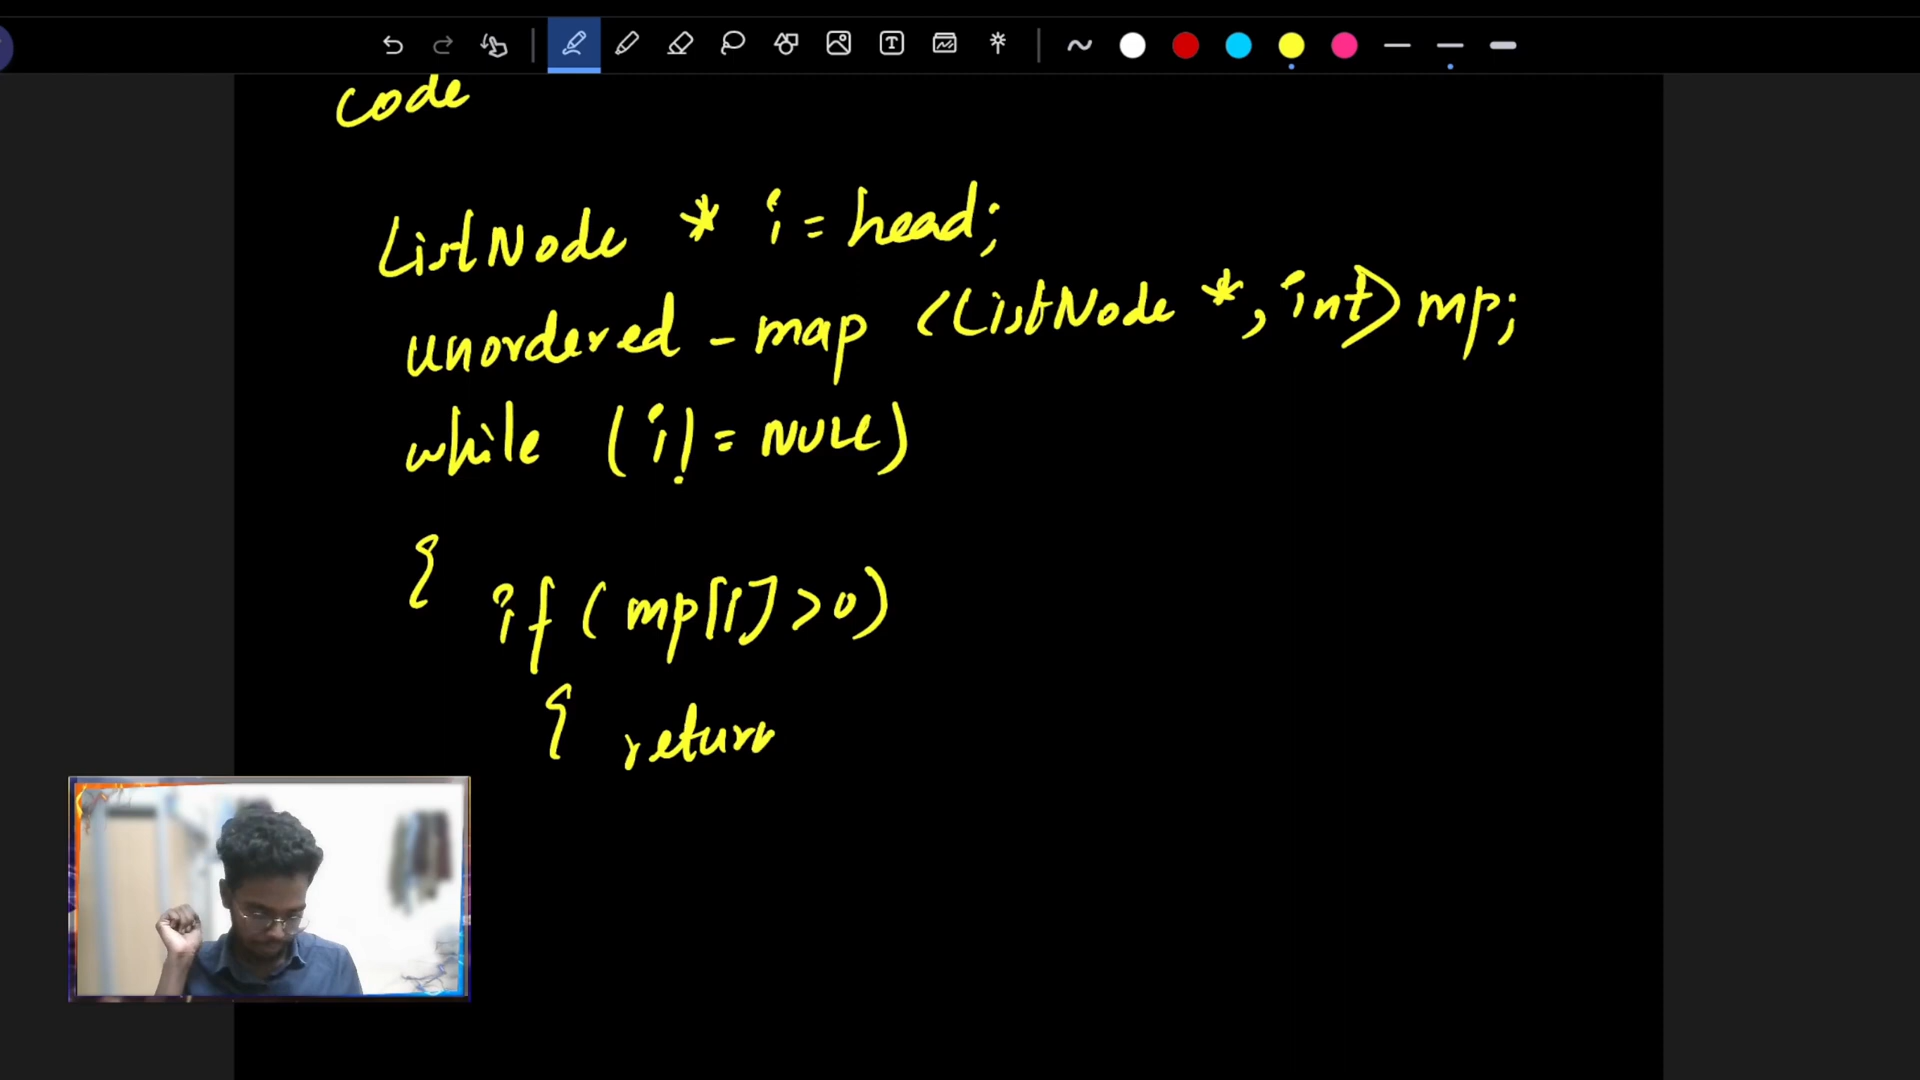 code
ListNode * i = head;
unordered_map <ListNode *, int> mp;
while (i != NULL)
{
if (mp[i] > 0)
{ return